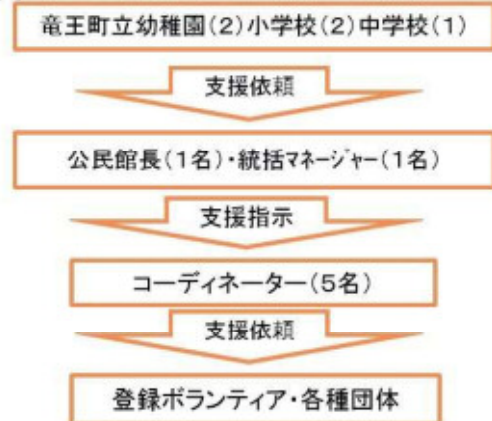 竜王町立幼稚園(2)小学校(2)中学校(1)
支援依頼
公民館長(1名)・統括ﾏﾈｰｼﾞｬｰ(1名)
支援指示
コーディネーター(5名)
支援依頼
登録ボランティア・各種団体